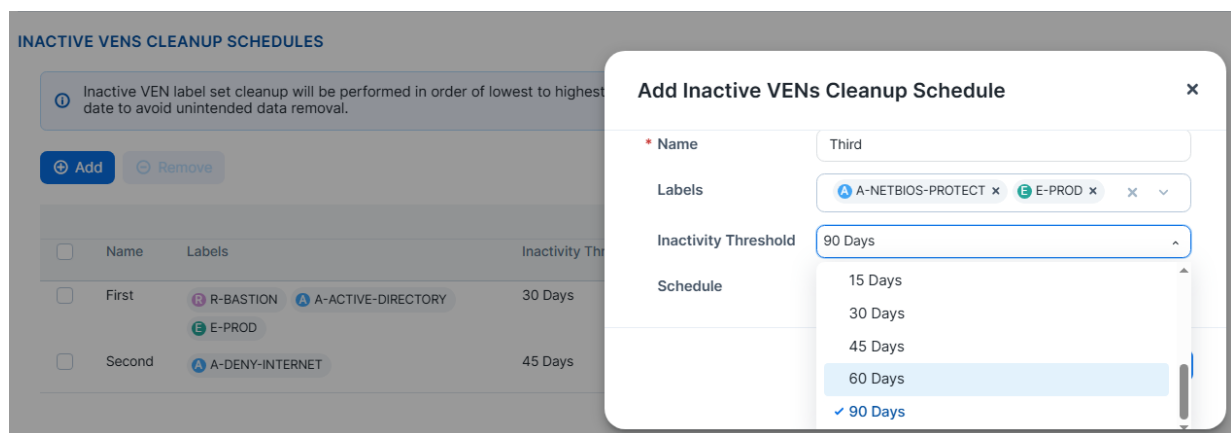 INACTIVE VENS CLEANUP SCHEDULES
Inactive VEN label set cleanup will be performed in order of lowest to highest
date to avoid unintended data removal.
Add
Remove
Name Labels Inactivity Thr
First R R-BASTION A A-ACTIVE-DIRECTORY 30 Days
E E-PROD
Second A A-DENY-INTERNET 45 Days
Add Inactive VENs Cleanup Schedule
* Name Third
Labels A A-NETBIOS-PROTECT E E-PROD
Inactivity Threshold 90 Days
Schedule
15 Days
30 Days
45 Days
60 Days
90 Days